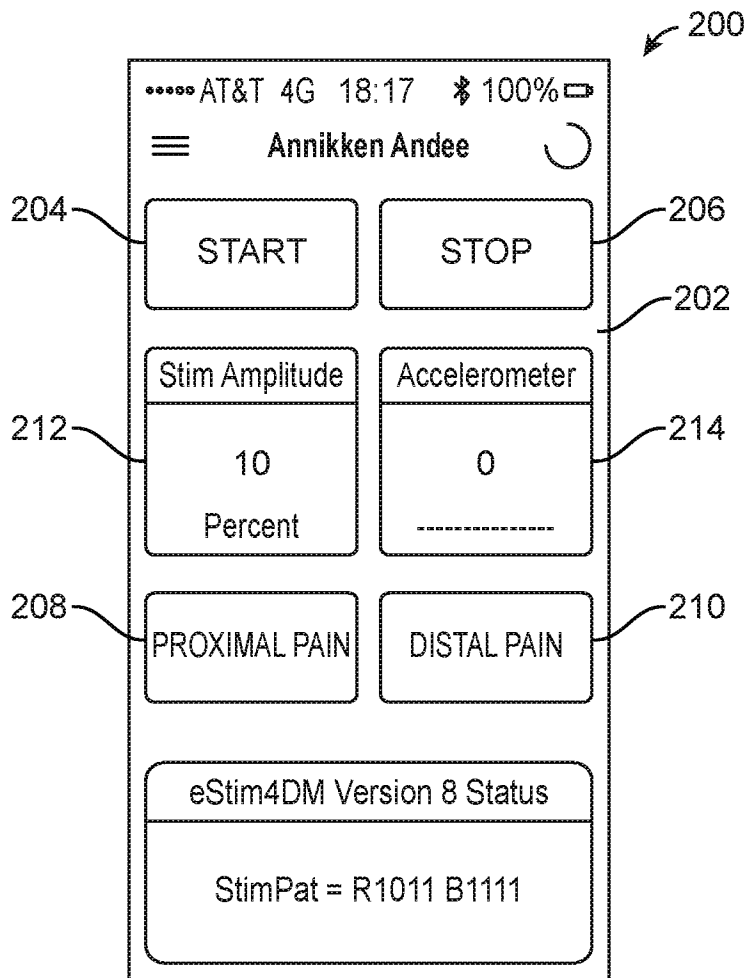 200
AT&T 4G 18:17 100%
Annikken Andee
204 START STOP 206
202
Stim Amplitude Accelerometer
212 10 0 214
Percent --------------
208 PROXIMAL PAIN DISTAL PAIN 210
eStim4DM Version 8 Status
StimPat = R1011 B1111